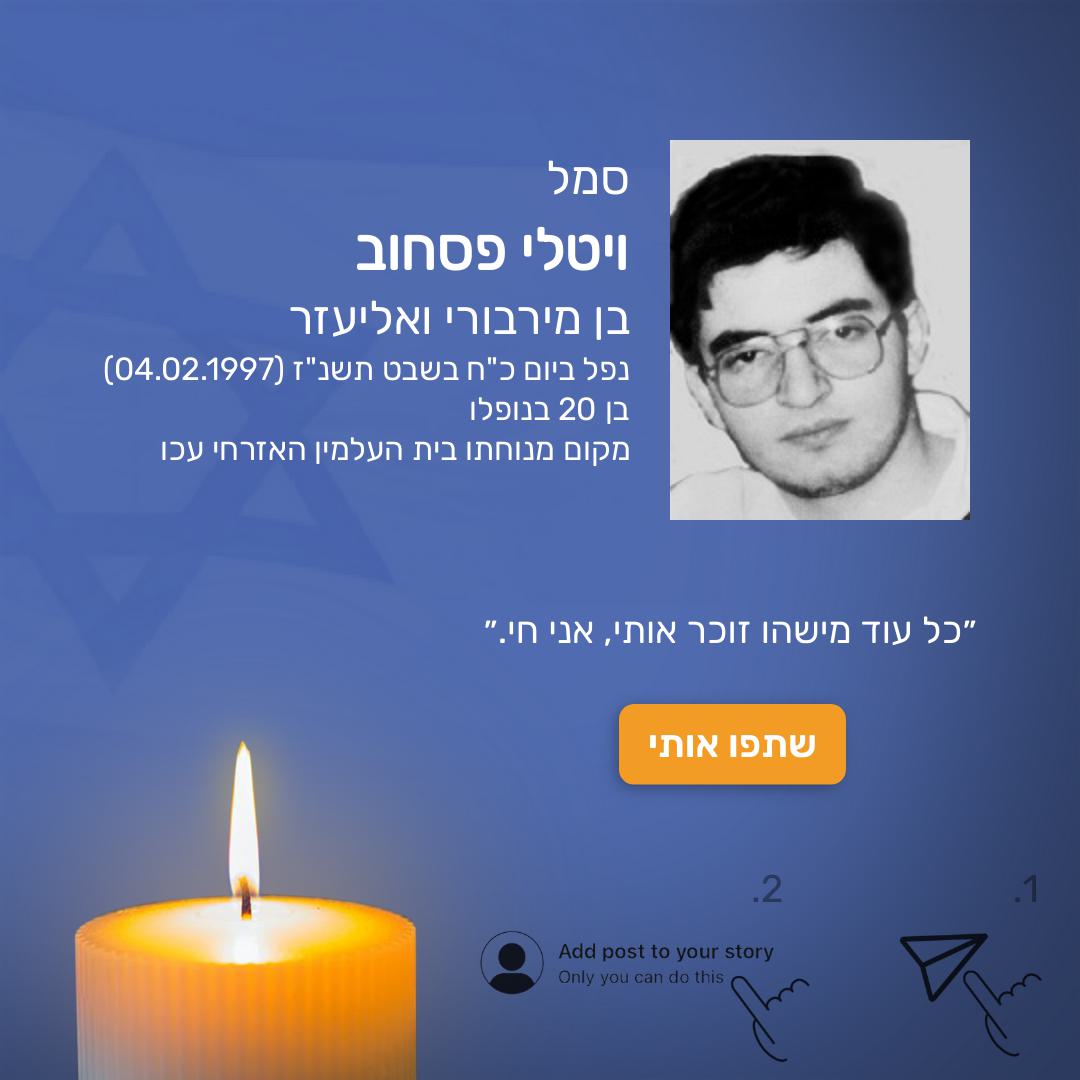 סמל
ויטלי פסחוב
בן מירבורי ואליעזר
נפל ביום כ"ח בשבט תשנ"ז (04.02.1997)
בן 20 בנופלו
מקום מנוחתו בית העלמין האזרחי עכו
״כל עוד מישהו זוכר אותי, אני חי.״
שתפו אותי
1.
2.
Add post to your story
Only you can do this